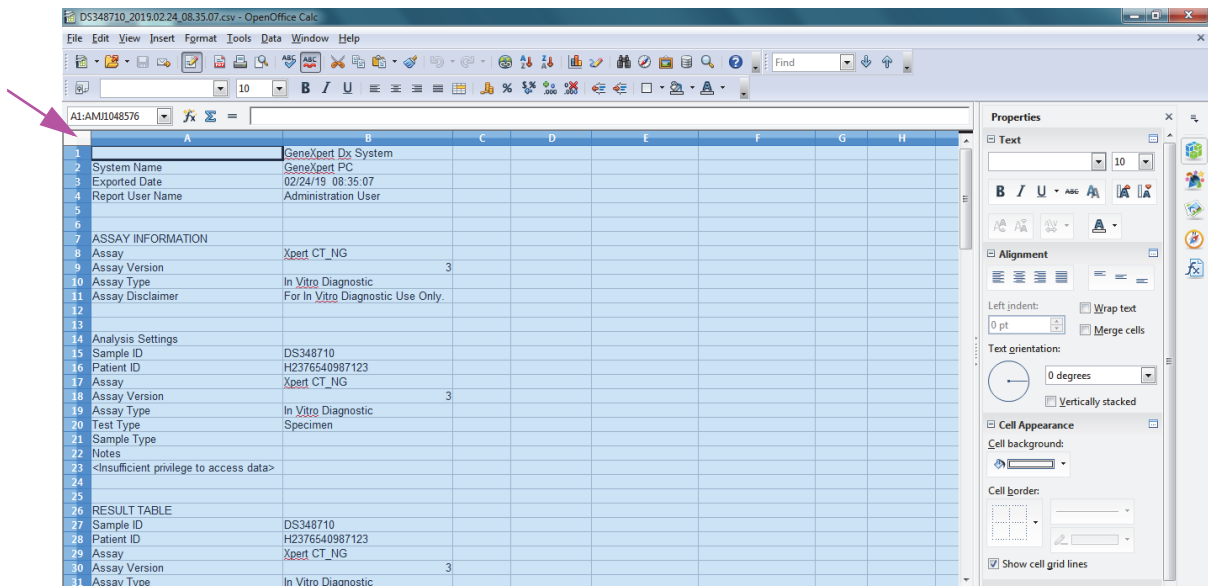 DS348710_2019.02.24_08.35.07.csv - OpenOffice Calc
File Edit View Insert Format Tools Data Window Help
Find
10
A1:AMJ1048576
A B C D E F G H
1 GeneXpert Dx System
2 System Name GeneXpert PC
3 Exported Date 02/24/19 08:35:07
4 Report User Name Administration User
5
6
7 ASSAY INFORMATION
8 Assay Xpert CT_NG
9 Assay Version 3
10 Assay Type In Vitro Diagnostic
11 Assay Disclaimer For In Vitro Diagnostic Use Only.
12
13
14 Analysis Settings
15 Sample ID DS348710
16 Patient ID H2376540987123
17 Assay Xpert CT_NG
18 Assay Version 3
19 Assay Type In Vitro Diagnostic
20 Test Type Specimen
21 Sample Type
22 Notes
23 <Insufficient privilege to access data>
24
25
26 RESULT TABLE
27 Sample ID DS348710
28 Patient ID H2376540987123
29 Assay Xpert CT_NG
30 Assay Version 3
31 Assay Type In Vitro Diagnostic
Properties
Text
10
Alignment
Left indent:
Wrap text
0 pt
Merge cells
Text orientation:
0 degrees
Vertically stacked
Cell Appearance
Cell background:
Cell border:
Show cell grid lines